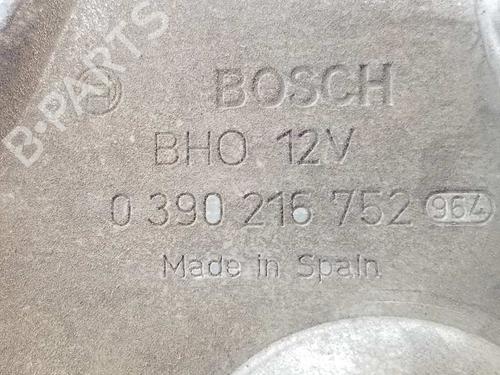 B-PARTS
BOSCH
BHO 12V
0 390 216 752 964
Made in Spain